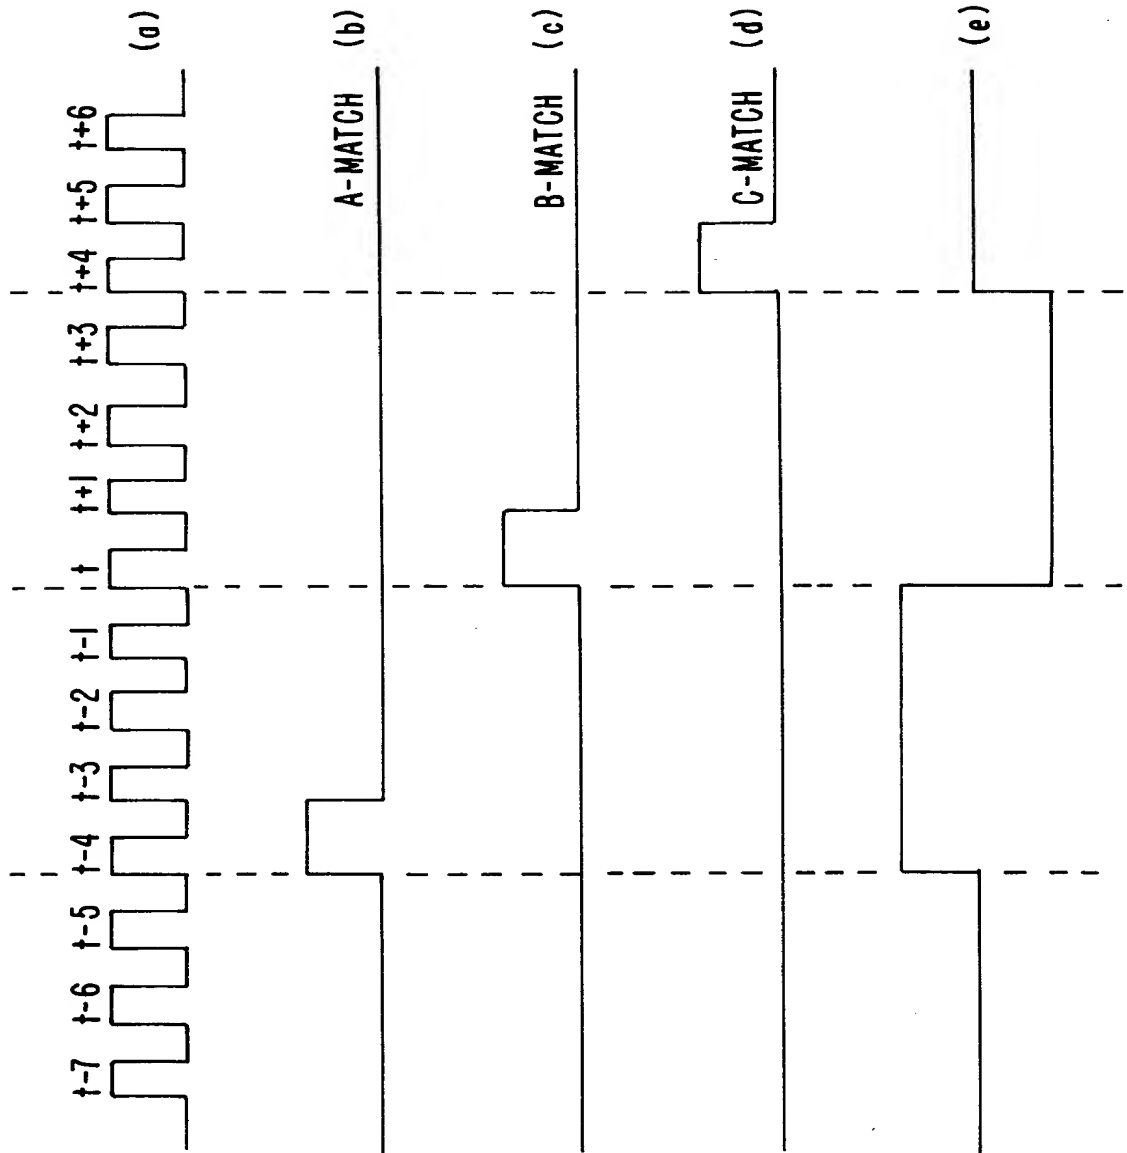 t-7 t-6 t-5 t-4 t-3 t-2 t-1 t t+1 t+2 t+3 t+4 t+5 t+6 (a)
A-MATCH (b)
B-MATCH (c)
C-MATCH (d)
(e)